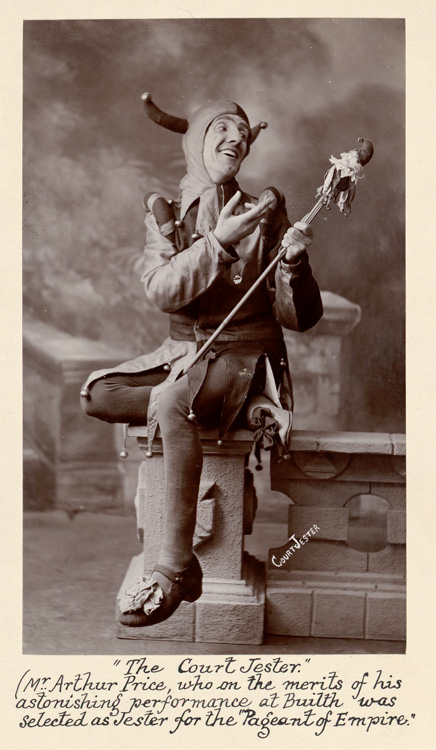 COURT JESTER
"The Court Jester."
(Mr. Arthur Price, who on the merits of his
astonishing performance at Builth was
selected as Jester for the "Pageant of Empire."